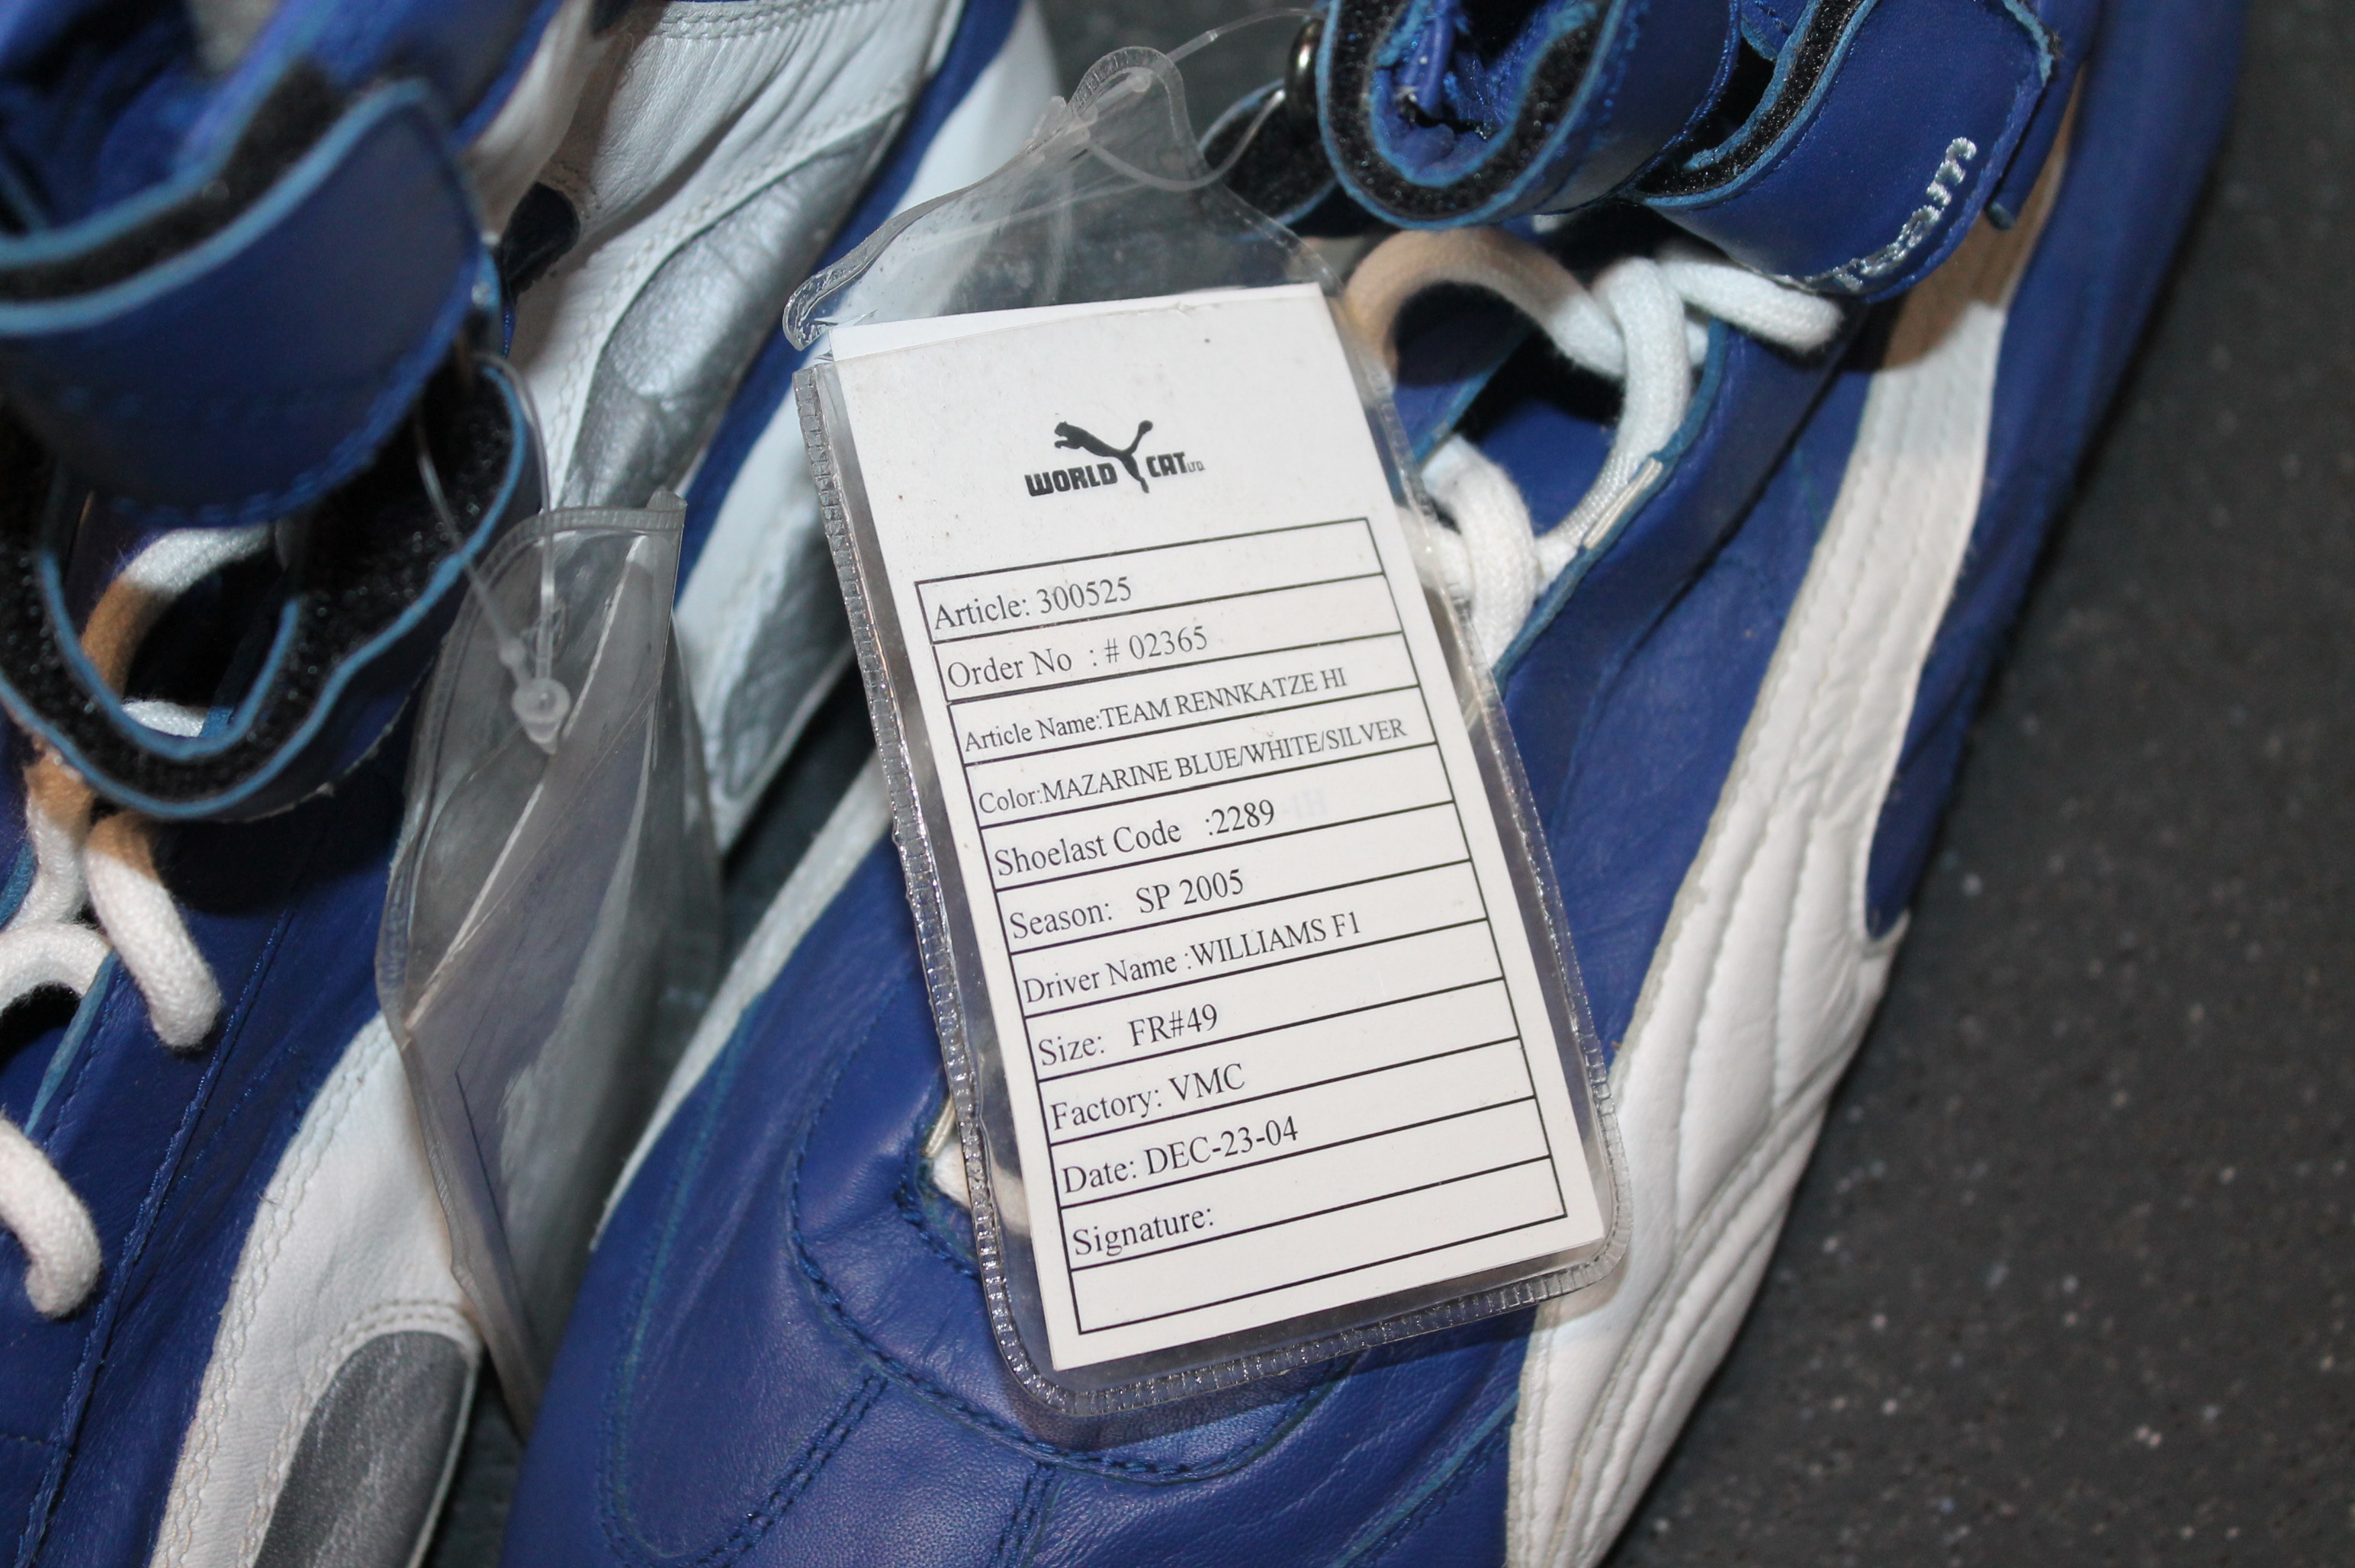 Team
WORLD CAT LTD.
Article: 300525
Order No : # 02365
Article Name:TEAM RENNKATZE HI
Color:MAZARINE BLUE/WHITE/SILVER
Shoelast Code :2289
Season: SP 2005
Driver Name :WILLIAMS F1
Size: FR#49
Factory: VMC
Date: DEC-23-04
Signature: